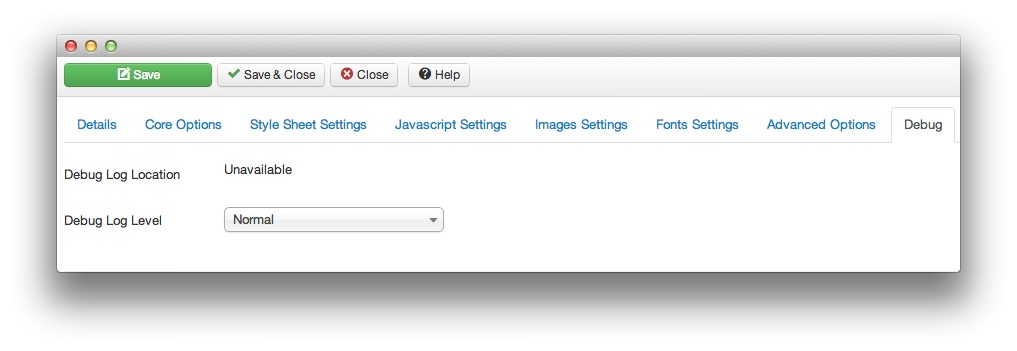 Save Save & Close Close Help
Details Core Options Style Sheet Settings Javascript Settings Images Settings Fonts Settings Advanced Options Debug
Debug Log Location Unavailable
Debug Log Level Normal